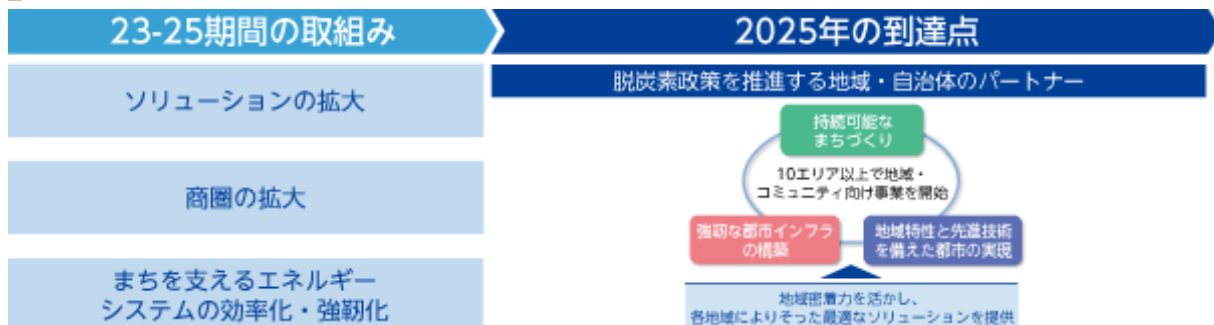 23-25期間の取組み
2025年の到達点
ソリューションの拡大
商圏の拡大
まちを支えるエネルギー
システムの効率化・強靭化
脱炭素政策を推進する地域・自治体のパートナー
持続可能な
まちづくり
10エリア以上で地域・
コミュニティ向け事業を開始
強靭な都市インフラ
の構築
地域特性と先進技術
を備えた都市の実現
地域密着力を活かし、
各地域によりそった最適なソリューションを提供